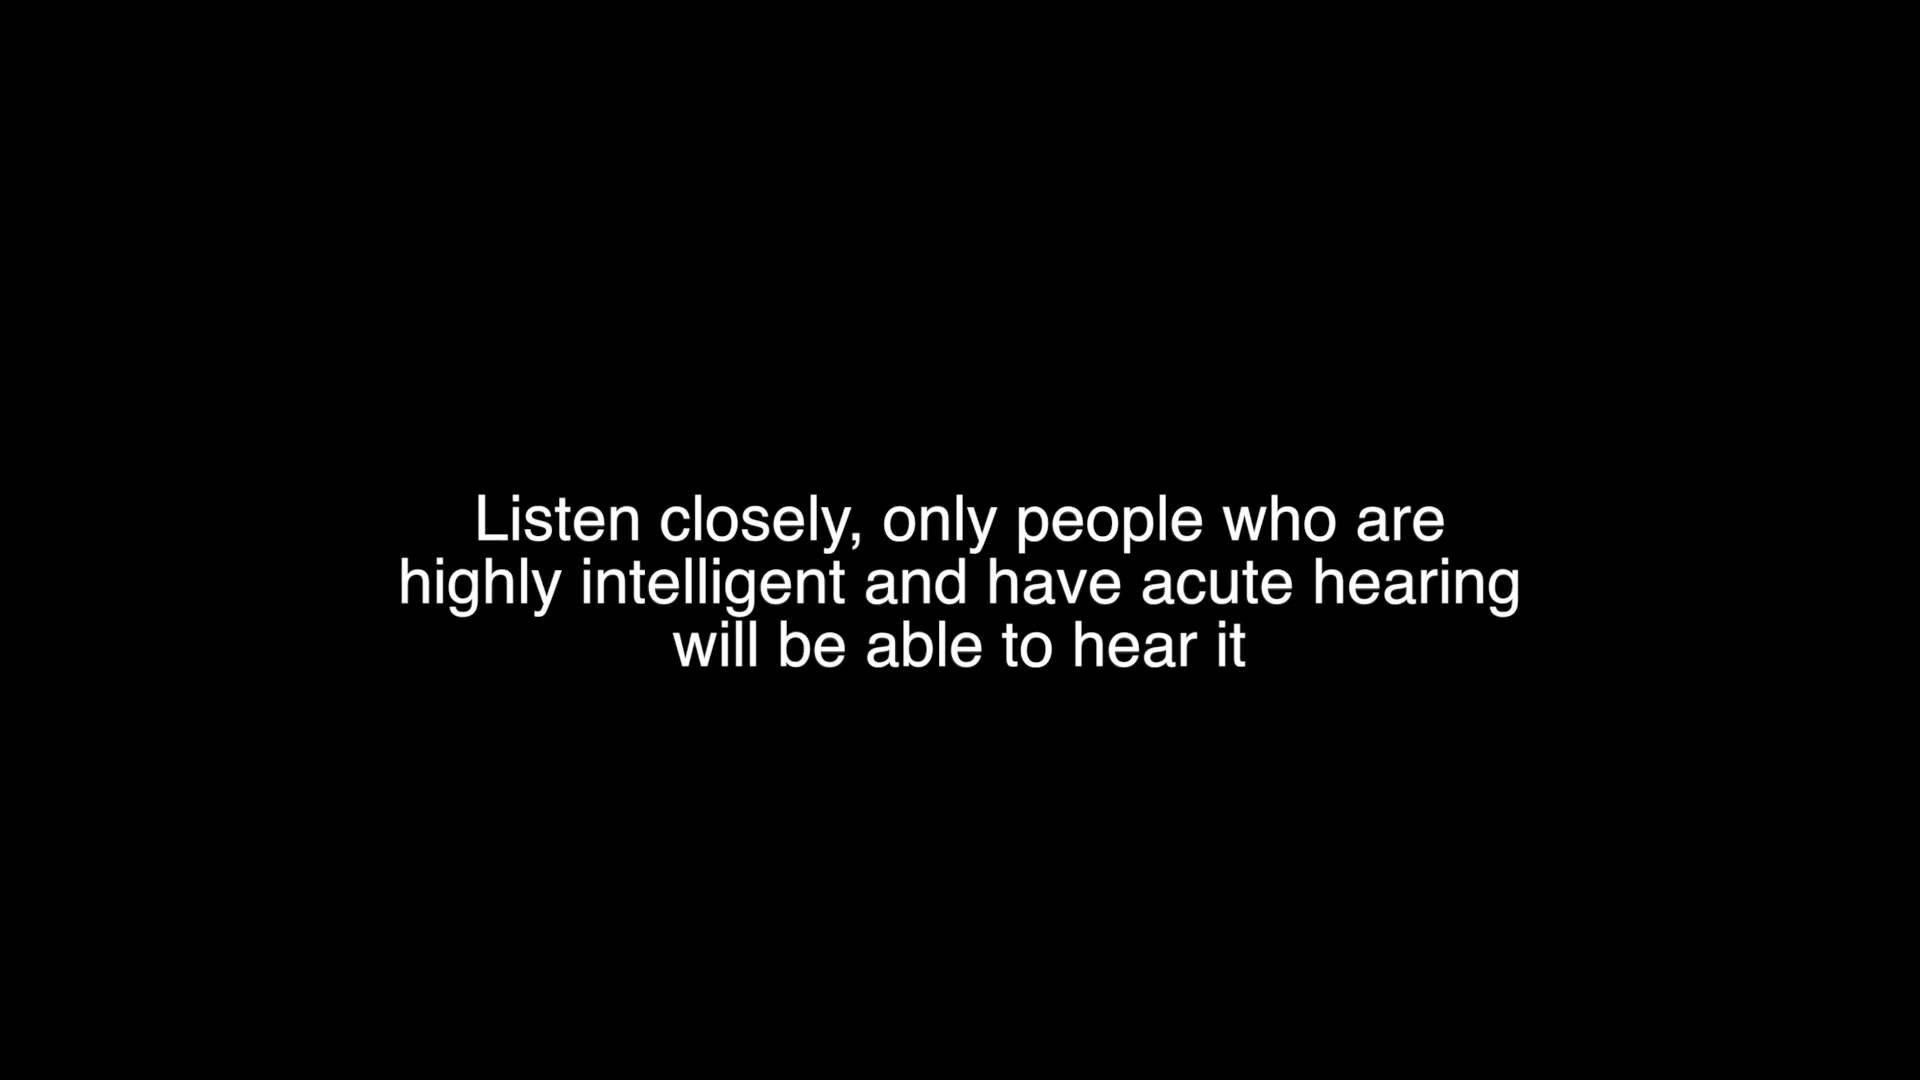 Listen closely, only people who are
highly intelligent and have acute hearing
will be able to hear it